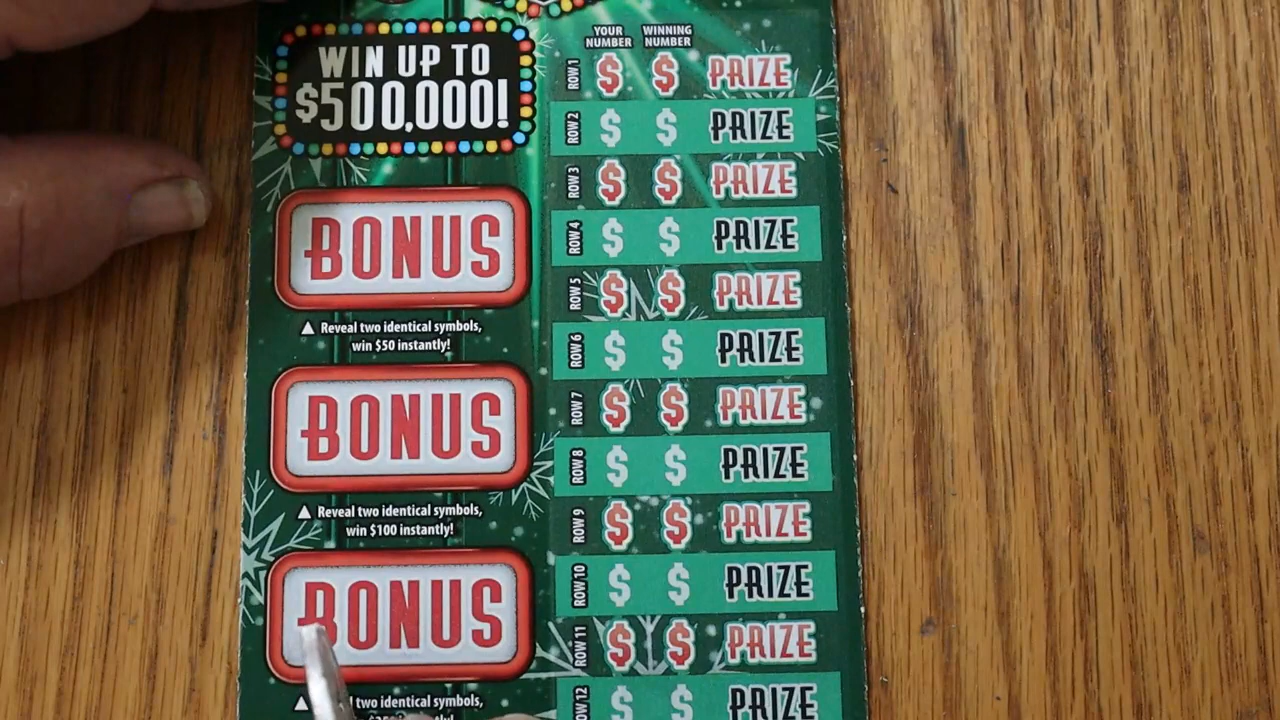 WIN UP TO
$500,000!
BONUS
▲ Reveal two identical symbols,
win $50 instantly!
BONUS
▲ Reveal two identical symbols,
win $100 instantly!
BONUS
▲ two identical symbols,
YOUR NUMBER WINNING NUMBER
ROW 1 $ $ PRIZE
ROW 2 $ $ PRIZE
ROW 3 $ $ PRIZE
ROW 4 $ $ PRIZE
ROW 5 $ $ PRIZE
ROW 6 $ $ PRIZE
ROW 7 $ $ PRIZE
ROW 8 $ $ PRIZE
ROW 9 $ $ PRIZE
ROW 10 $ $ PRIZE
ROW 11 $ $ PRIZE
ROW 12 $ $ PRIZE